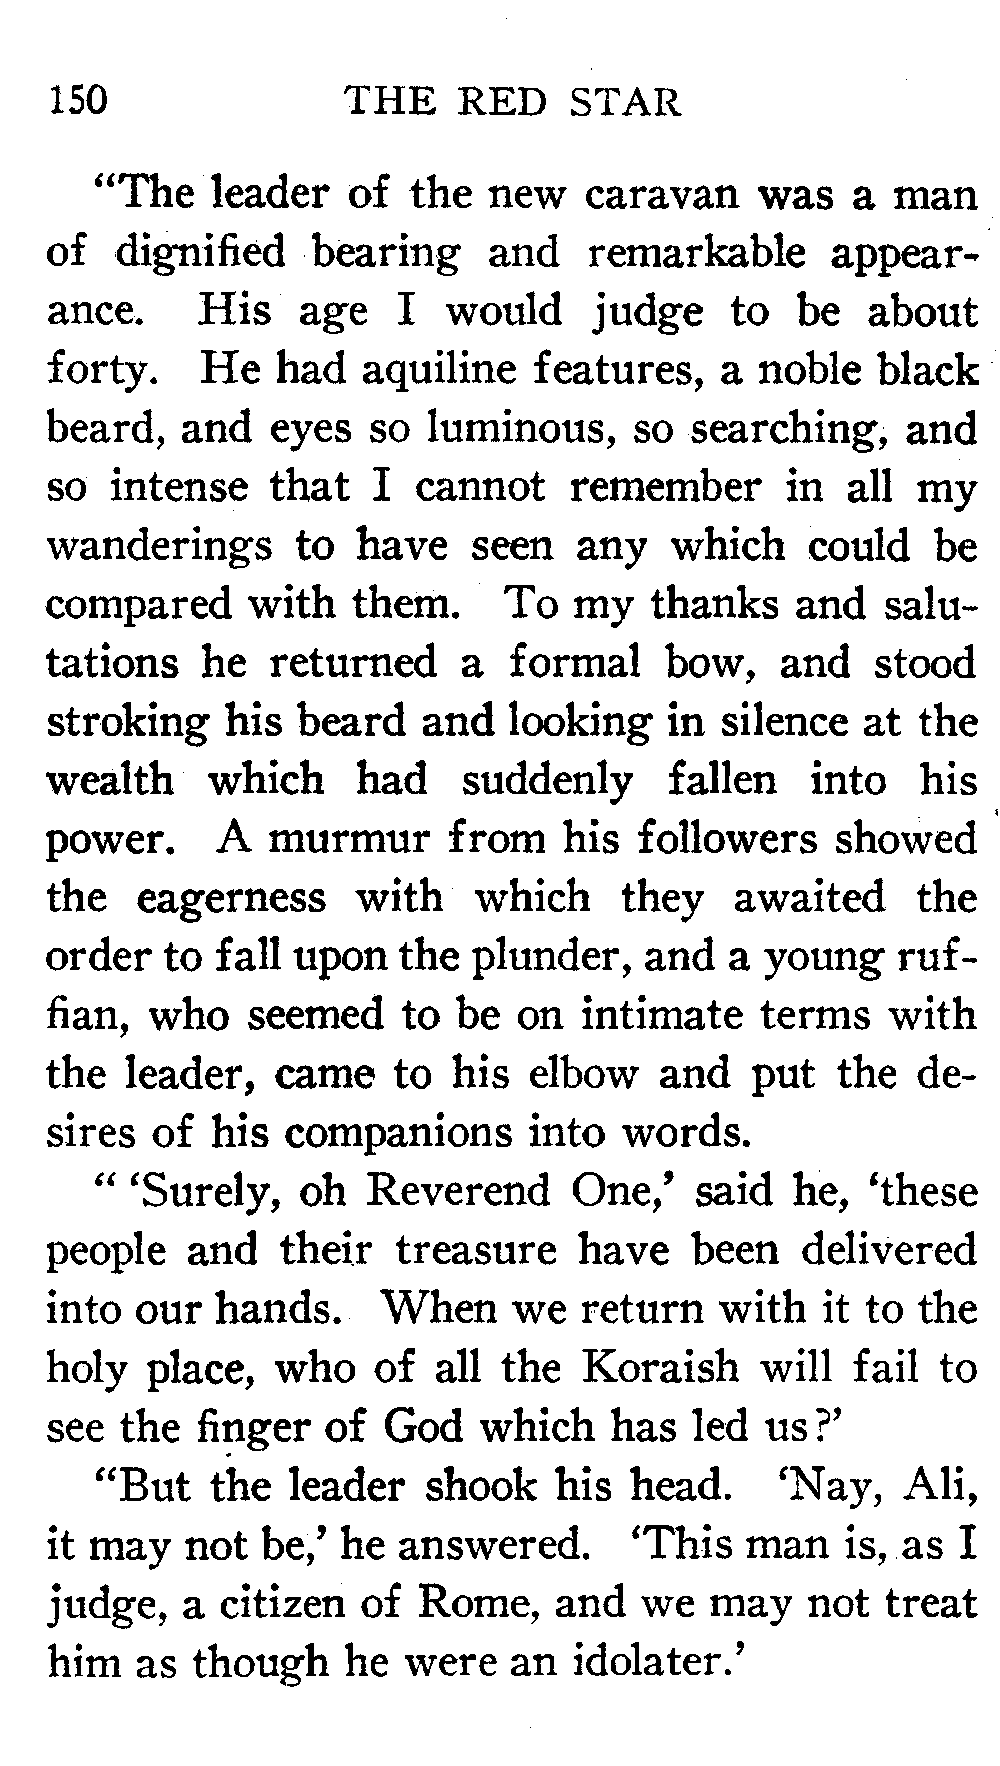 150 THE RED STAR
“The leader of the new caravan was a man
of dignified bearing and remarkable appear-
ance. His age I would judge to be about
forty. He had aquiline features, a noble black
beard, and eyes so luminous, so searching, and
so intense that I cannot remember in all my
wanderings to have seen any which could be
compared with them. To my thanks and salu-
tations he returned a formal bow, and stood
stroking his beard and looking in silence at the
wealth which had suddenly fallen into his
power. A murmur from his followers showed
the eagerness with which they awaited the
order to fall upon the plunder, and a young ruf-
fian, who seemed to be on intimate terms with
the leader, came to his elbow and put the de-
sires of his companions into words.
“ ‘Surely, oh Reverend One,’ said he, ‘these
people and their treasure have been delivered
into our hands. When we return with it to the
holy place, who of all the Koraish will fail to
see the finger of God which has led us?’
“But the leader shook his head. ‘Nay, Ali,
it may not be,’ he answered. ‘This man is, as I
judge, a citizen of Rome, and we may not treat
him as though he were an idolater.’